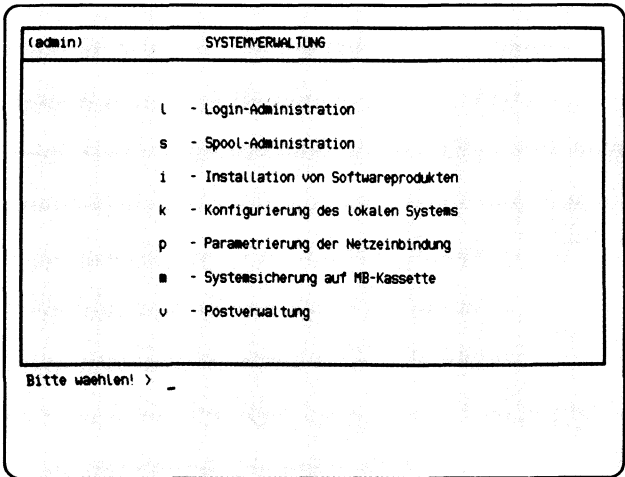 (admin) SYSTEMVERWALTUNG
l - Login-Administration
s - Spool-Administration
i - Installation von Softwareprodukten
k - Konfigurierung des lokalen Systems
p - Parametrierung der Netzeinbindung
m - Systemsicherung auf MB-Kassette
v - Postverwaltung
Bitte waehlen! > _